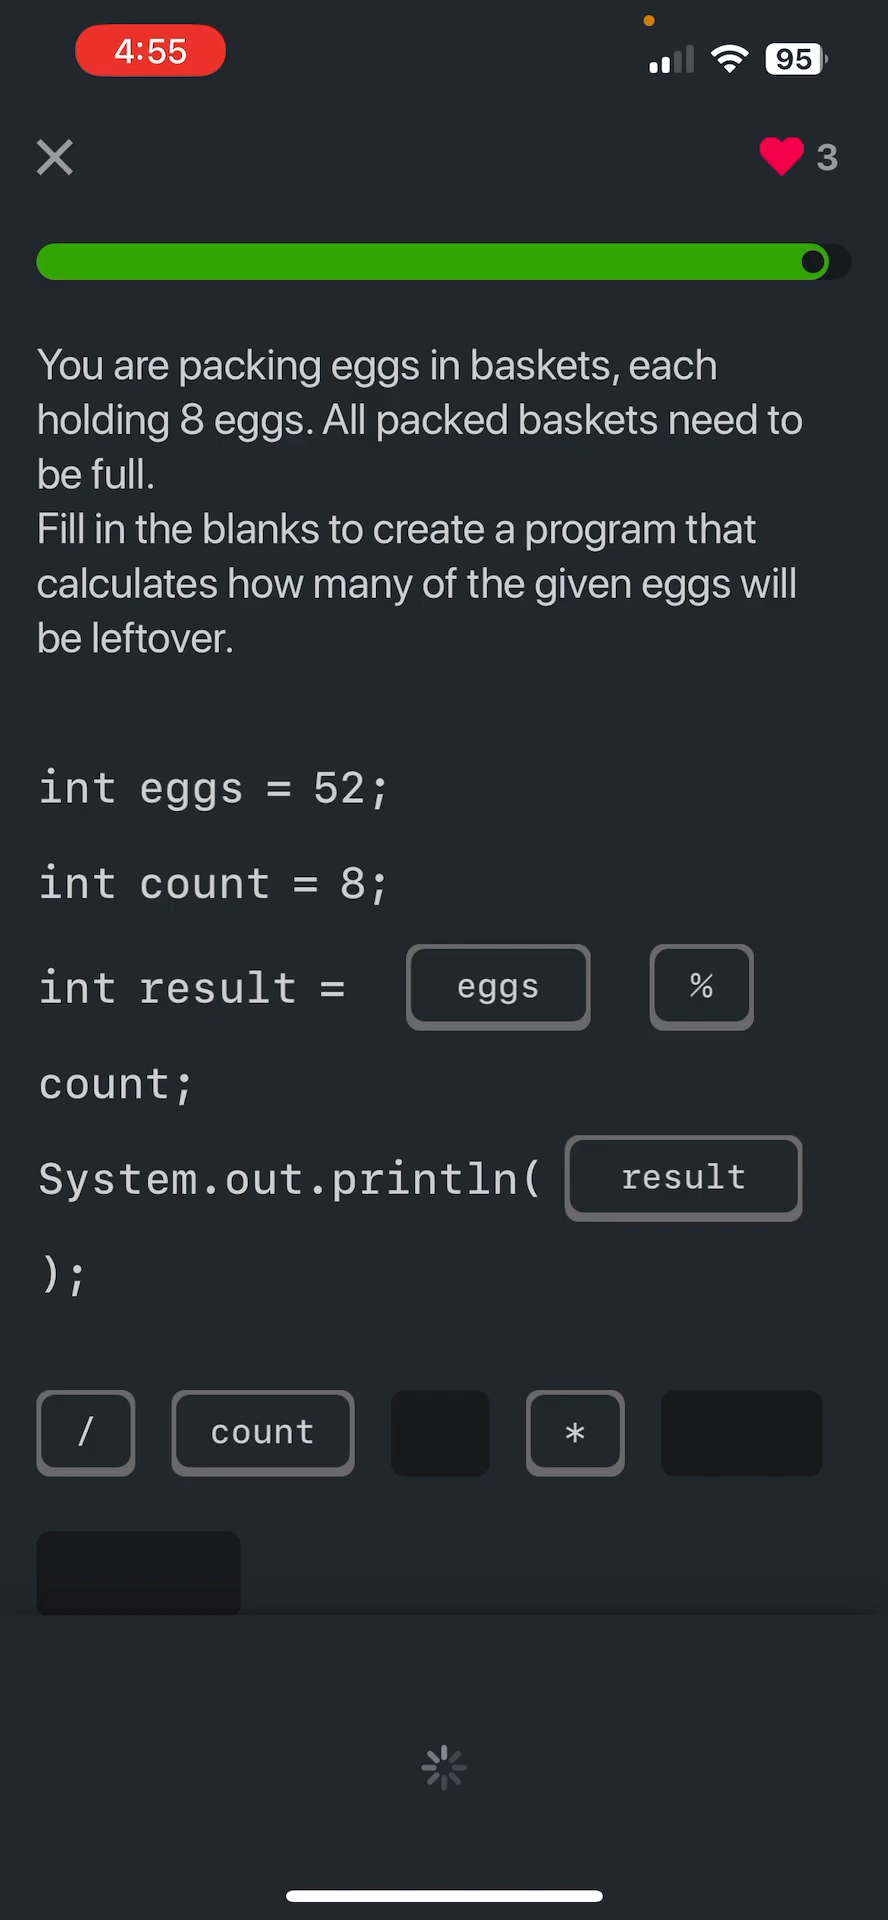 4:55
95
3
You are packing eggs in baskets, each
holding 8 eggs. All packed baskets need to
be full.
Fill in the blanks to create a program that
calculates how many of the given eggs will
be leftover.
int eggs = 52;
int count = 8;
int result = eggs %
count;
System.out.println( result
);
/ count *